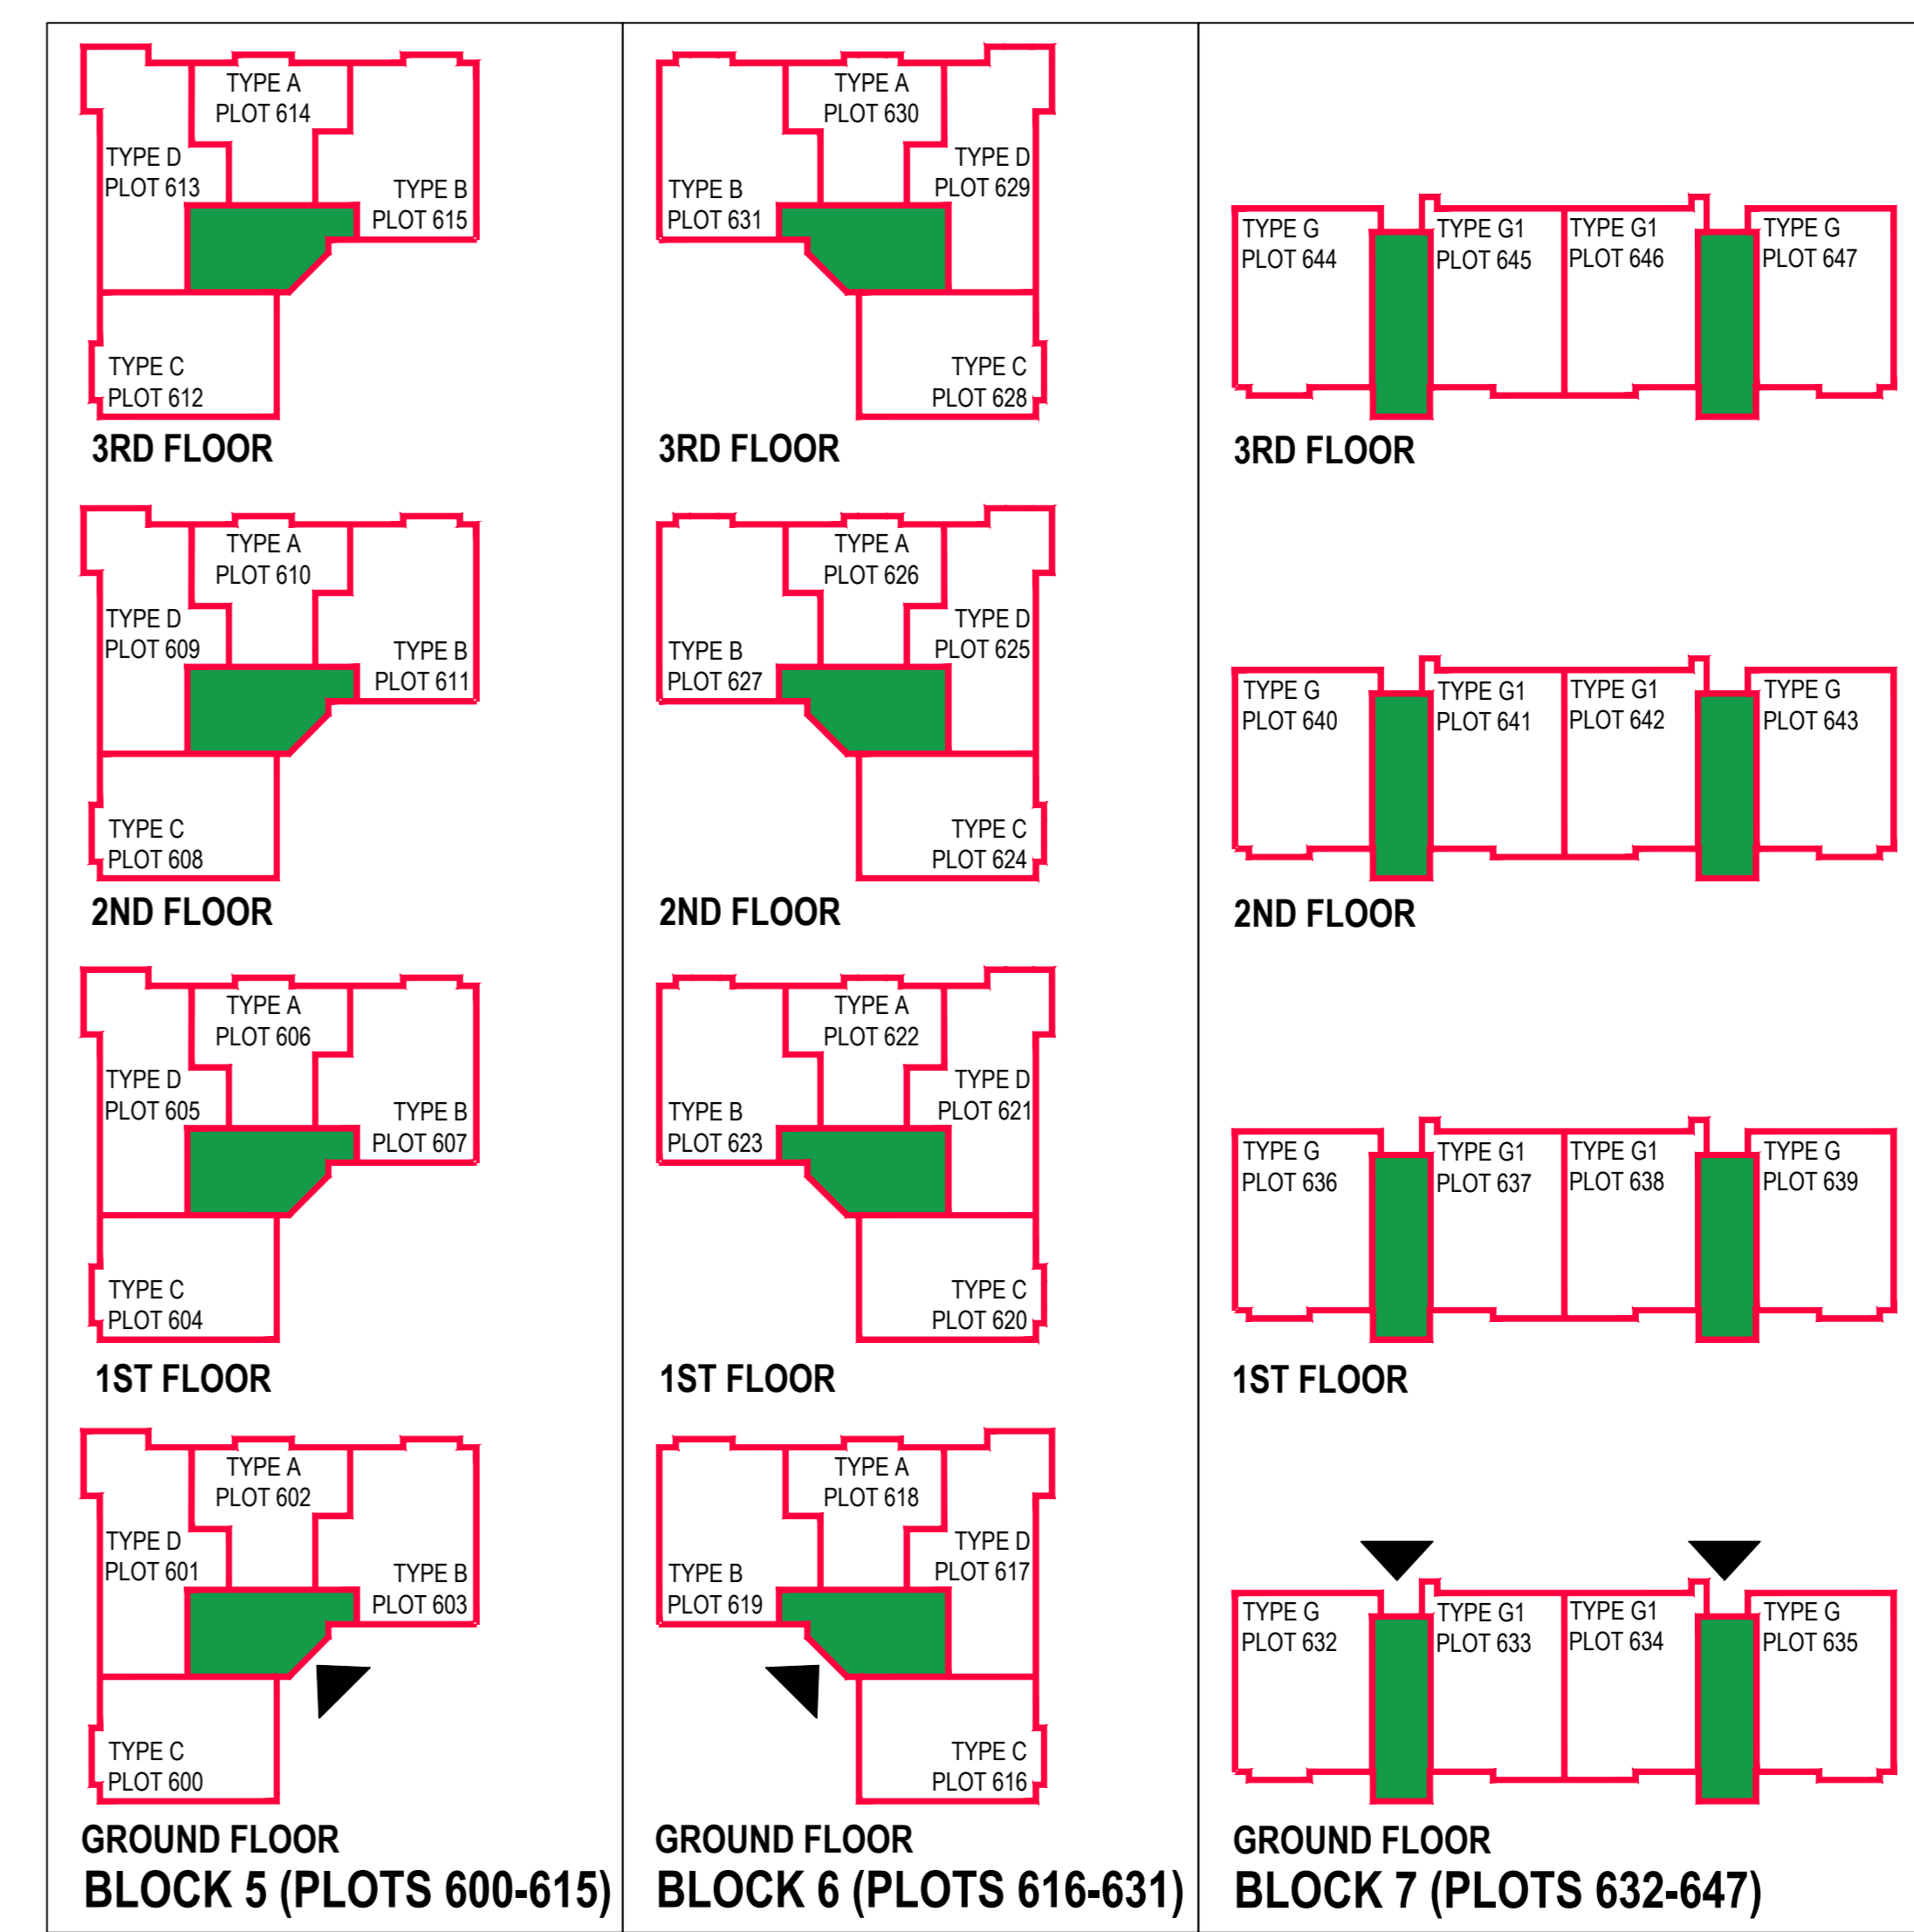 TYPE A
PLOT 614
TYPE D
PLOT 613
TYPE B
PLOT 615
TYPE C
PLOT 612
3RD FLOOR
TYPE A
PLOT 610
TYPE D
PLOT 609
TYPE B
PLOT 611
TYPE C
PLOT 608
2ND FLOOR
TYPE A
PLOT 606
TYPE D
PLOT 605
TYPE B
PLOT 607
TYPE C
PLOT 604
1ST FLOOR
TYPE A
PLOT 602
TYPE D
PLOT 601
TYPE B
PLOT 603
TYPE C
PLOT 600
GROUND FLOOR
BLOCK 5 (PLOTS 600-615)
TYPE A
PLOT 630
TYPE D
PLOT 629
TYPE B
PLOT 631
TYPE C
PLOT 628
3RD FLOOR
TYPE A
PLOT 626
TYPE D
PLOT 625
TYPE B
PLOT 627
TYPE C
PLOT 624
2ND FLOOR
TYPE A
PLOT 622
TYPE D
PLOT 621
TYPE B
PLOT 623
TYPE C
PLOT 620
1ST FLOOR
TYPE A
PLOT 618
TYPE D
PLOT 617
TYPE B
PLOT 619
TYPE C
PLOT 616
GROUND FLOOR
BLOCK 6 (PLOTS 616-631)
TYPE G
PLOT 644
TYPE G1
PLOT 645
TYPE G1
PLOT 646
TYPE G
PLOT 647
3RD FLOOR
TYPE G
PLOT 640
TYPE G1
PLOT 641
TYPE G1
PLOT 642
TYPE G
PLOT 643
2ND FLOOR
TYPE G
PLOT 636
TYPE G1
PLOT 637
TYPE G1
PLOT 638
TYPE G
PLOT 639
1ST FLOOR
TYPE G
PLOT 632
TYPE G1
PLOT 633
TYPE G1
PLOT 634
TYPE G
PLOT 635
GROUND FLOOR
BLOCK 7 (PLOTS 632-647)